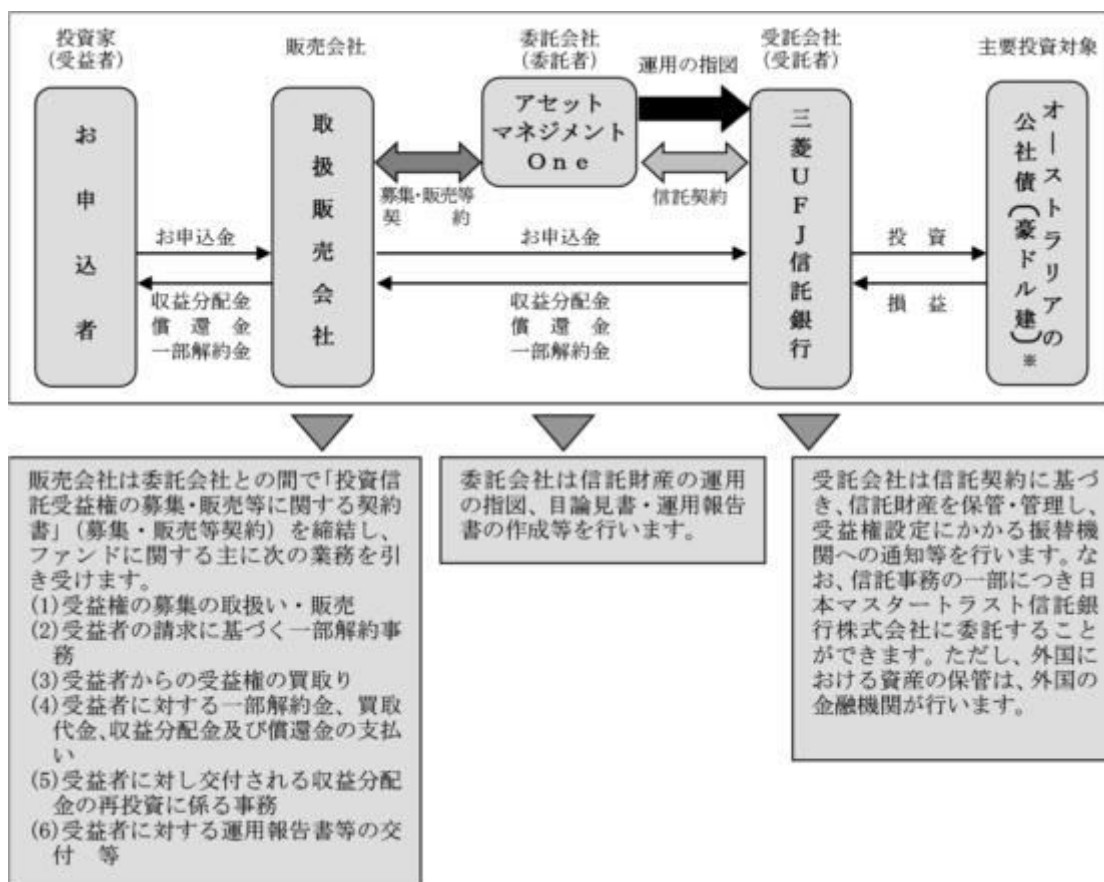 投資家
(受益者)
販売会社
委託会社
(委託者)
受託会社
(受託者)
主要投資対象
お申込者
取扱販売会社
アセット
マネジメント
One
運用の指図
三菱UFJ信託銀行
オーストラリアの
公社債(豪ドル建)※
募集・販売等
契約
信託契約
お申込金
お申込金
投資
収益分配金
償還金
一部解約金
収益分配金
償還金
一部解約金
損益
販売会社は委託会社との間で「投資信
託受益権の募集・販売等に関する契約
書」(募集・販売等契約)を締結し、
ファンドに関する主に次の業務を引
き受けます。
(1)受益権の募集の取扱い・販売
(2)受益者の請求に基づく一部解約事
務
(3)受益者からの受益権の買取り
(4)受益者に対する一部解約金、買取
代金、収益分配金及び償還金の支払
い
(5)受益者に対し交付される収益分配
金の再投資に係る事務
(6)受益者に対する運用報告書等の交
付 等
委託会社は信託財産の運用
の指図、目論見書・運用報告
書の作成等を行います。
受託会社は信託契約に基づ
き、信託財産を保管・管理し、
受益権設定にかかる振替機
関への通知等を行います。な
お、信託事務の一部につき日
本マスタートラスト信託銀
行株式会社に委託すること
ができます。ただし、外国に
おける資産の保管は、外国の
金融機関が行います。